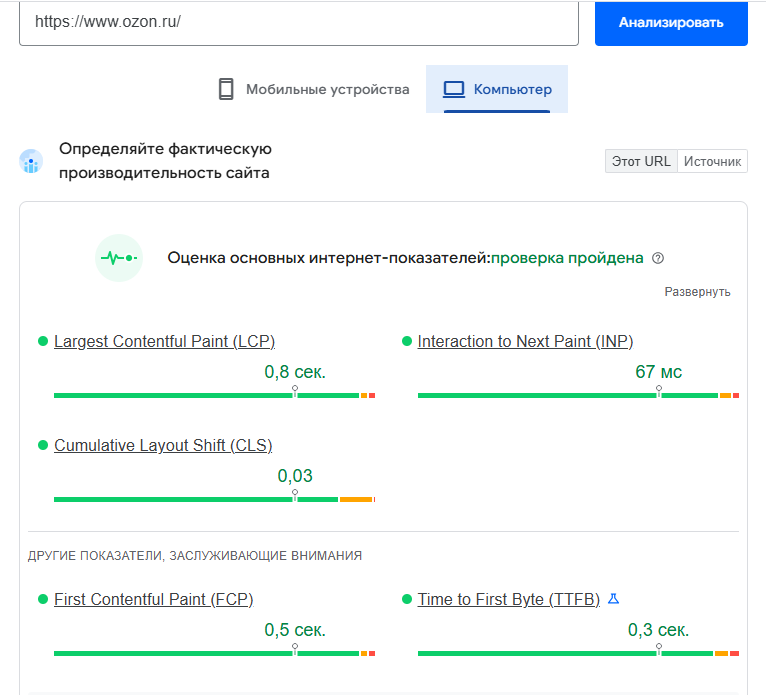 https://www.ozon.ru/
Анализировать
Мобильные устройства
Компьютер
Определяйте фактическую
производительность сайта
Этот URL
Источник
Оценка основных интернет-показателей:проверка пройдена
Развернуть
Largest Contentful Paint (LCP)
0,8 сек.
Interaction to Next Paint (INP)
67 мс
Cumulative Layout Shift (CLS)
0,03
ДРУГИЕ ПОКАЗАТЕЛИ, ЗАСЛУЖИВАЮЩИЕ ВНИМАНИЯ
First Contentful Paint (FCP)
0,5 сек.
Time to First Byte (TTFB)
0,3 сек.